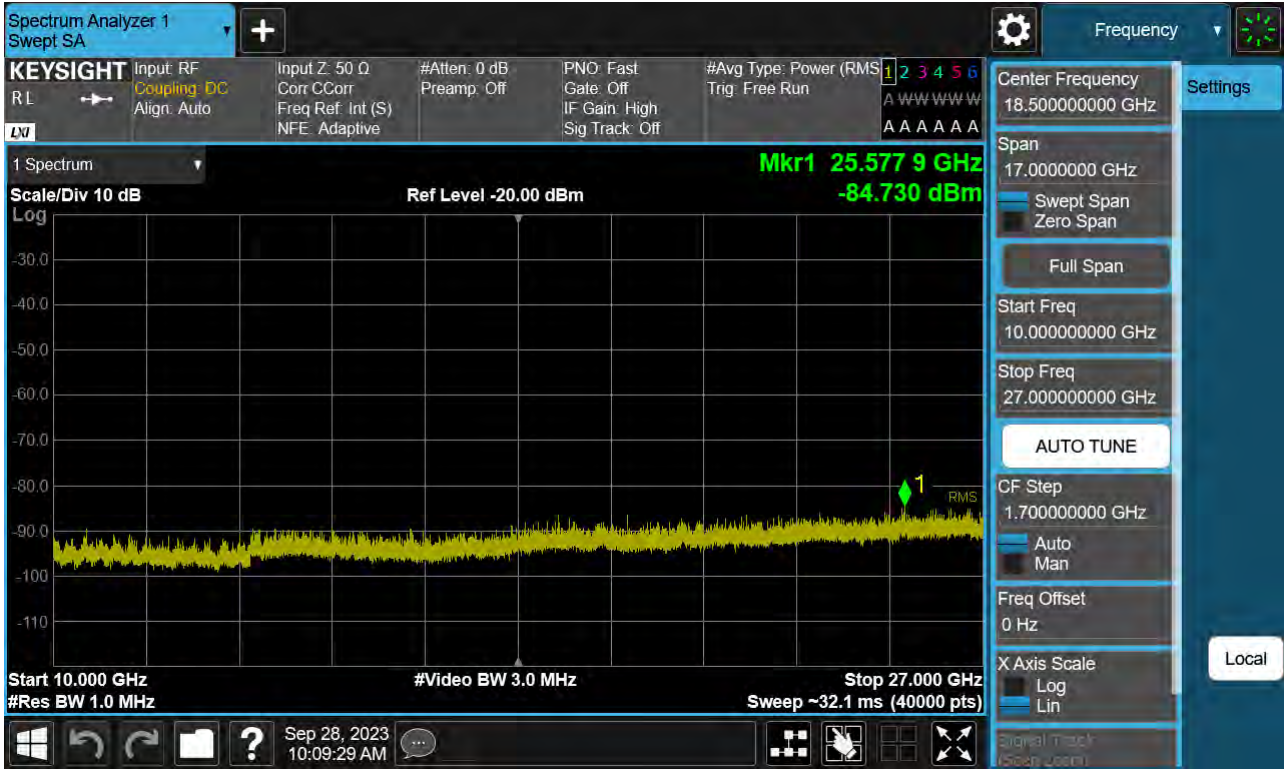 Spectrum Analyzer 1
Swept SA
+
Frequency
KEYSIGHT
R L
LXI
Input: RF
Coupling: DC
Align: Auto
Input Z: 50 Ω
Corr CCorr
Freq Ref: Int (S)
NFE: Adaptive
#Atten: 0 dB
Preamp: Off
PNO: Fast
Gate: Off
IF Gain: High
Sig Track: Off
#Avg Type: Power (RMS
Trig: Free Run
1 2 3 4 5 6
A W W W W W
A A A A A A
1 Spectrum
Scale/Div 10 dB
Log
Ref Level -20.00 dBm
Mkr1 25.577 9 GHz
-84.730 dBm
-30.0
-40.0
-50.0
-60.0
-70.0
-80.0
-90.0
-100
-110
1
RMS
Start 10.000 GHz
#Res BW 1.0 MHz
#Video BW 3.0 MHz
Stop 27.000 GHz
Sweep ~32.1 ms (40000 pts)
Center Frequency
18.500000000 GHz
Span
17.0000000 GHz
Swept Span
Zero Span
Full Span
Start Freq
10.000000000 GHz
Stop Freq
27.000000000 GHz
AUTO TUNE
CF Step
1.700000000 GHz
Auto
Man
Freq Offset
0 Hz
X Axis Scale
Log
Lin
Signal Track
(Span Zoom)
Settings
Local
?
Sep 28, 2023
10:09:29 AM